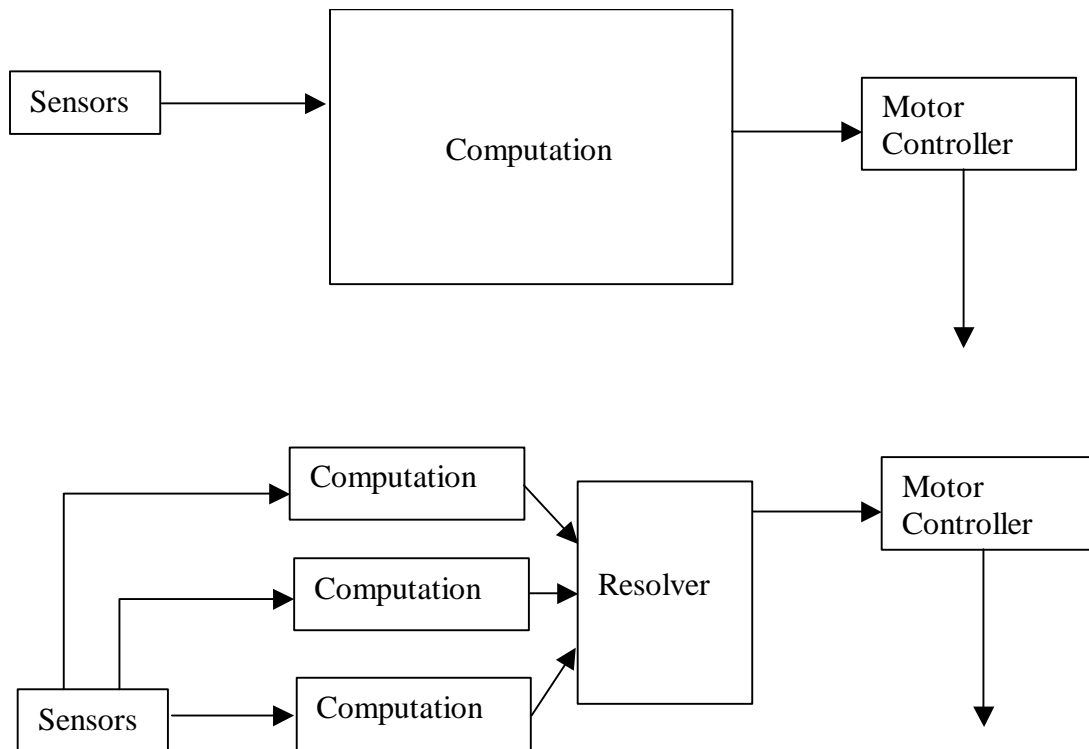 Sensors
Computation
Motor
Controller
Computation
Motor
Controller
Computation
Resolver
Sensors
Computation